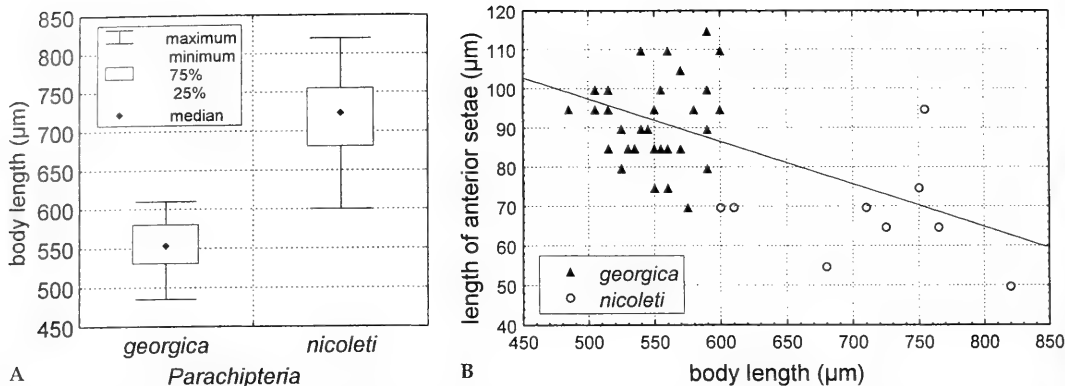 850
800
750
700
650
600
550
500
450
body length (µm)
maximum
minimum
75%
25%
median
georgica
nicoleti
Parachipteria
A
120
110
100
90
80
70
60
50
40
length of anterior setae (µm)
georgica
nicoleti
450 500 550 600 650 700 750 800 850
body length (µm)
B